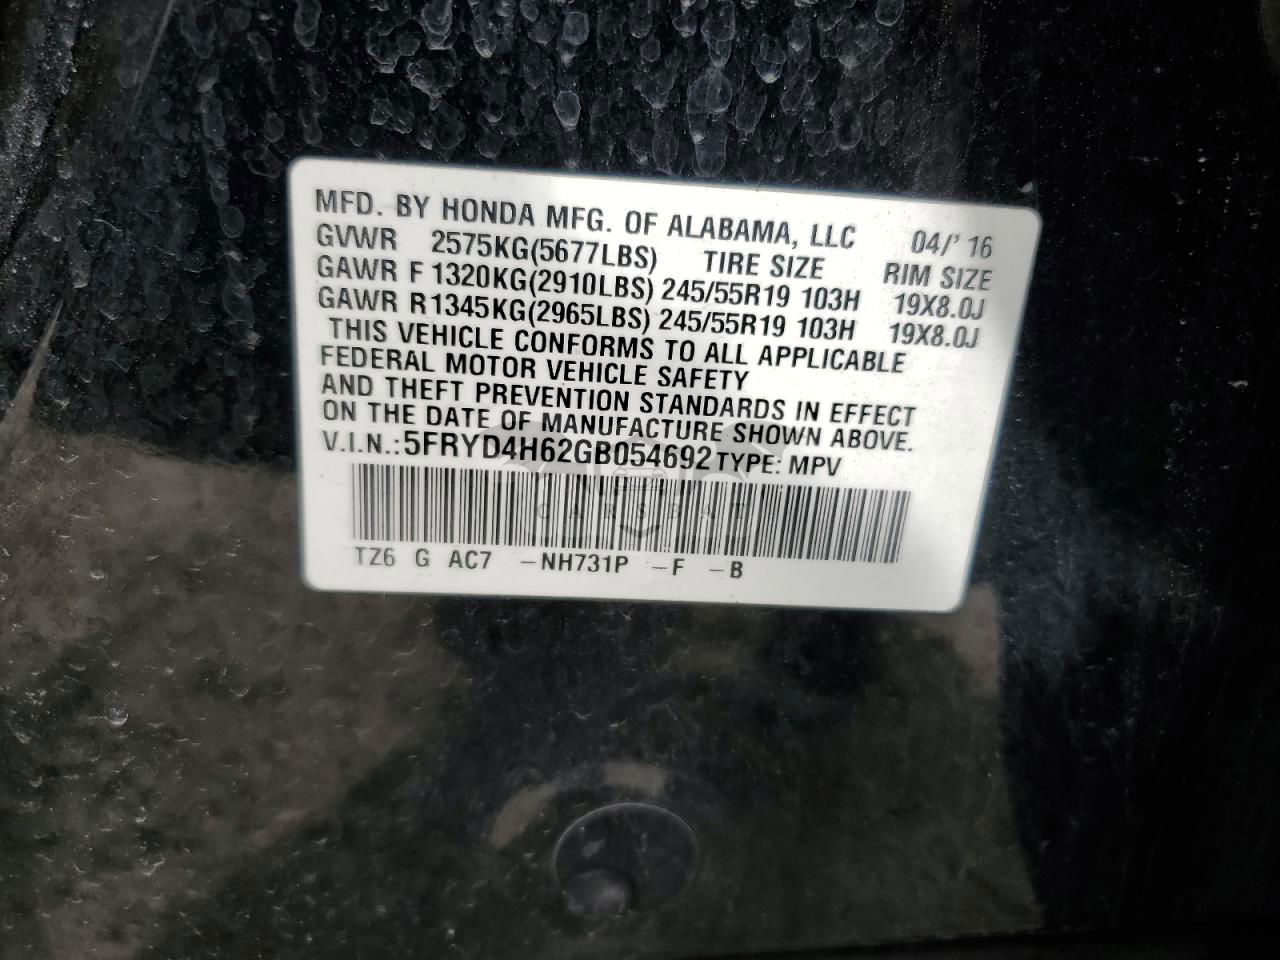 MFD. BY HONDA MFG. OF ALABAMA, LLC 04/' 16
GVWR 2575KG(5677LBS) TIRE SIZE RIM SIZE
GAWR F 1320KG(2910LBS) 245/55R19 103H 19X8.0J
GAWR R 1345KG(2965LBS) 245/55R19 103H 19X8.0J
THIS VEHICLE CONFORMS TO ALL APPLICABLE
FEDERAL MOTOR VEHICLE SAFETY
AND THEFT PREVENTION STANDARDS IN EFFECT
ON THE DATE OF MANUFACTURE SHOWN ABOVE.
V.I.N.: 5FRYD4H62GB054692 TYPE: MPV
CARSBAT
TZ6 G AC7 -NH731P -F -B